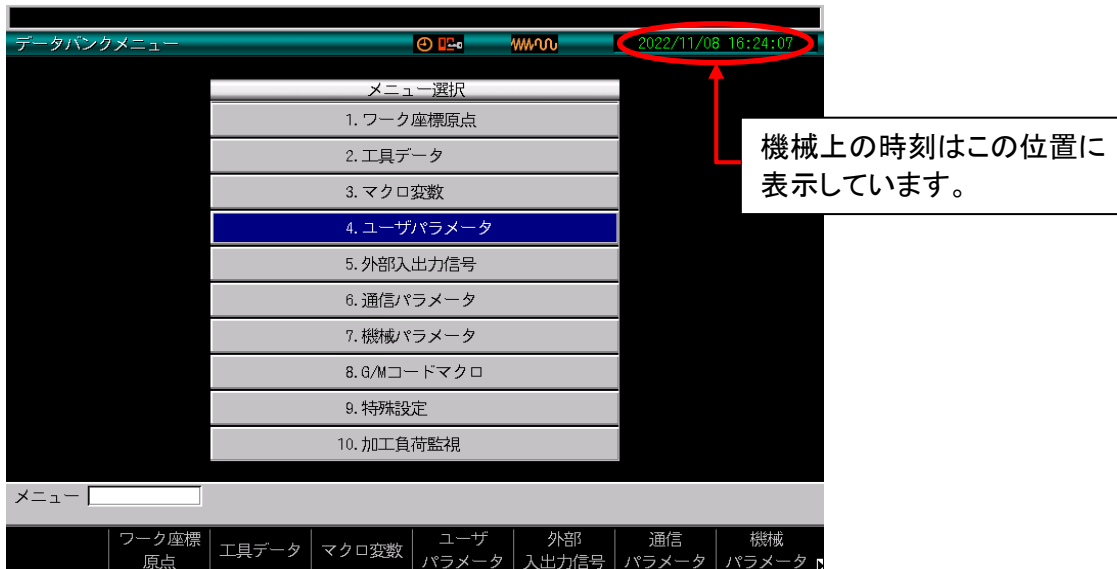 データバンクメニュー
2022/11/08 16:24:07
メニュー選択
1.ワーク座標原点
2.工具データ
3.マクロ変数
4.ユーザパラメータ
5.外部入出力信号
6.通信パラメータ
7.機械パラメータ
8.G/Mコードマクロ
9.特殊設定
10.加工負荷監視
機械上の時刻はこの位置に
表示しています。
メニュー
ワーク座標
原点
工具データ
マクロ変数
ユーザ
パラメータ
外部
入出力信号
通信
パラメータ
機械
パラメータ